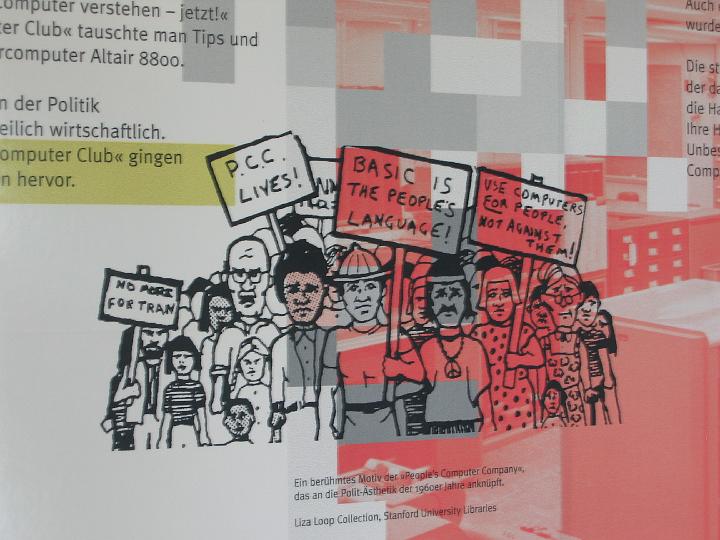 omputer verstehen – jetzt!«
ter Club« tauschte man Tips und
rcomputer Altair 8800.
n der Politik
eilich wirtschaftlich.
omputer Club« gingen
n hervor.
Auch
wurde
Die st
der da
die Ha
Ihre H
Unbes
Comp
P.C.C.
LIVES!
BASIC IS
THE PEOPLE'S
LANGUAGE!
USE COMPUTERS
FOR PEOPLE,
NOT AGAINST
THEM!
NO MORE
FORTRAN
Ein berühmtes Motiv der »People's Computer Company«,
das an die Polit-Ästhetik der 1960er Jahre anknüpft.
Liza Loop Collection, Stanford University Libraries